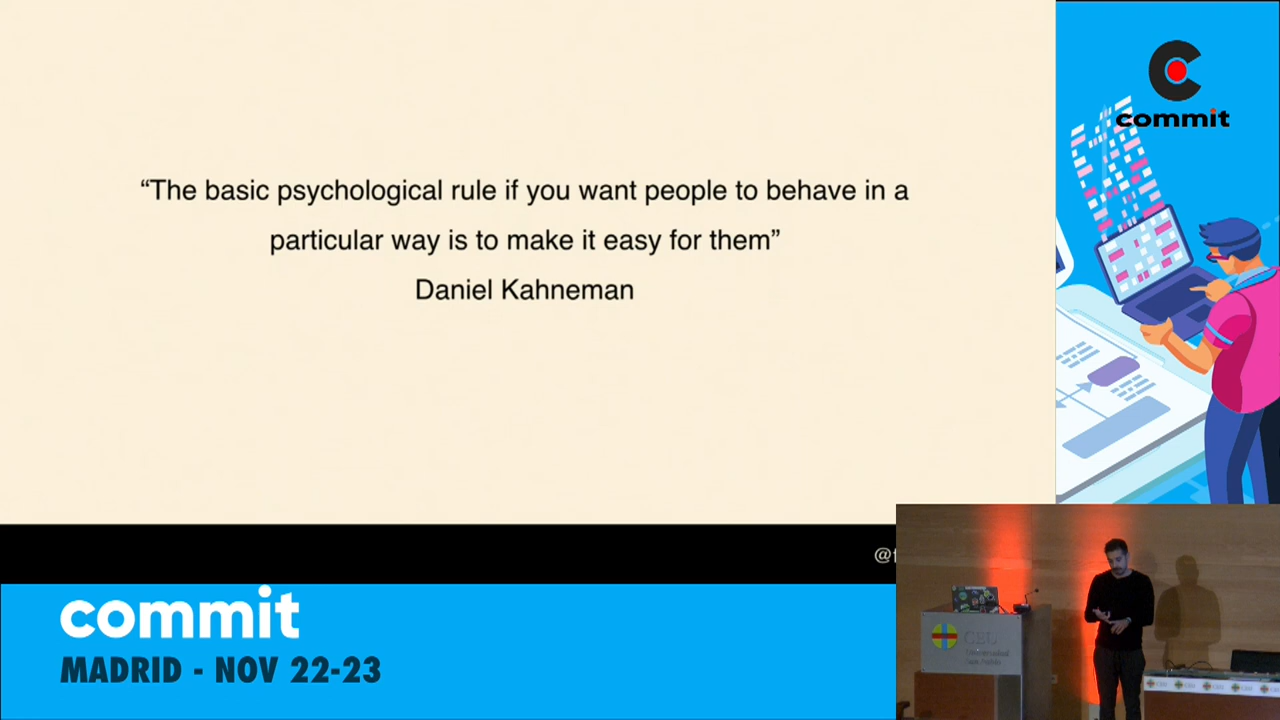 “The basic psychological rule if you want people to behave in a
particular way is to make it easy for them”
Daniel Kahneman
commit
commit
MADRID - NOV 22-23
CEU